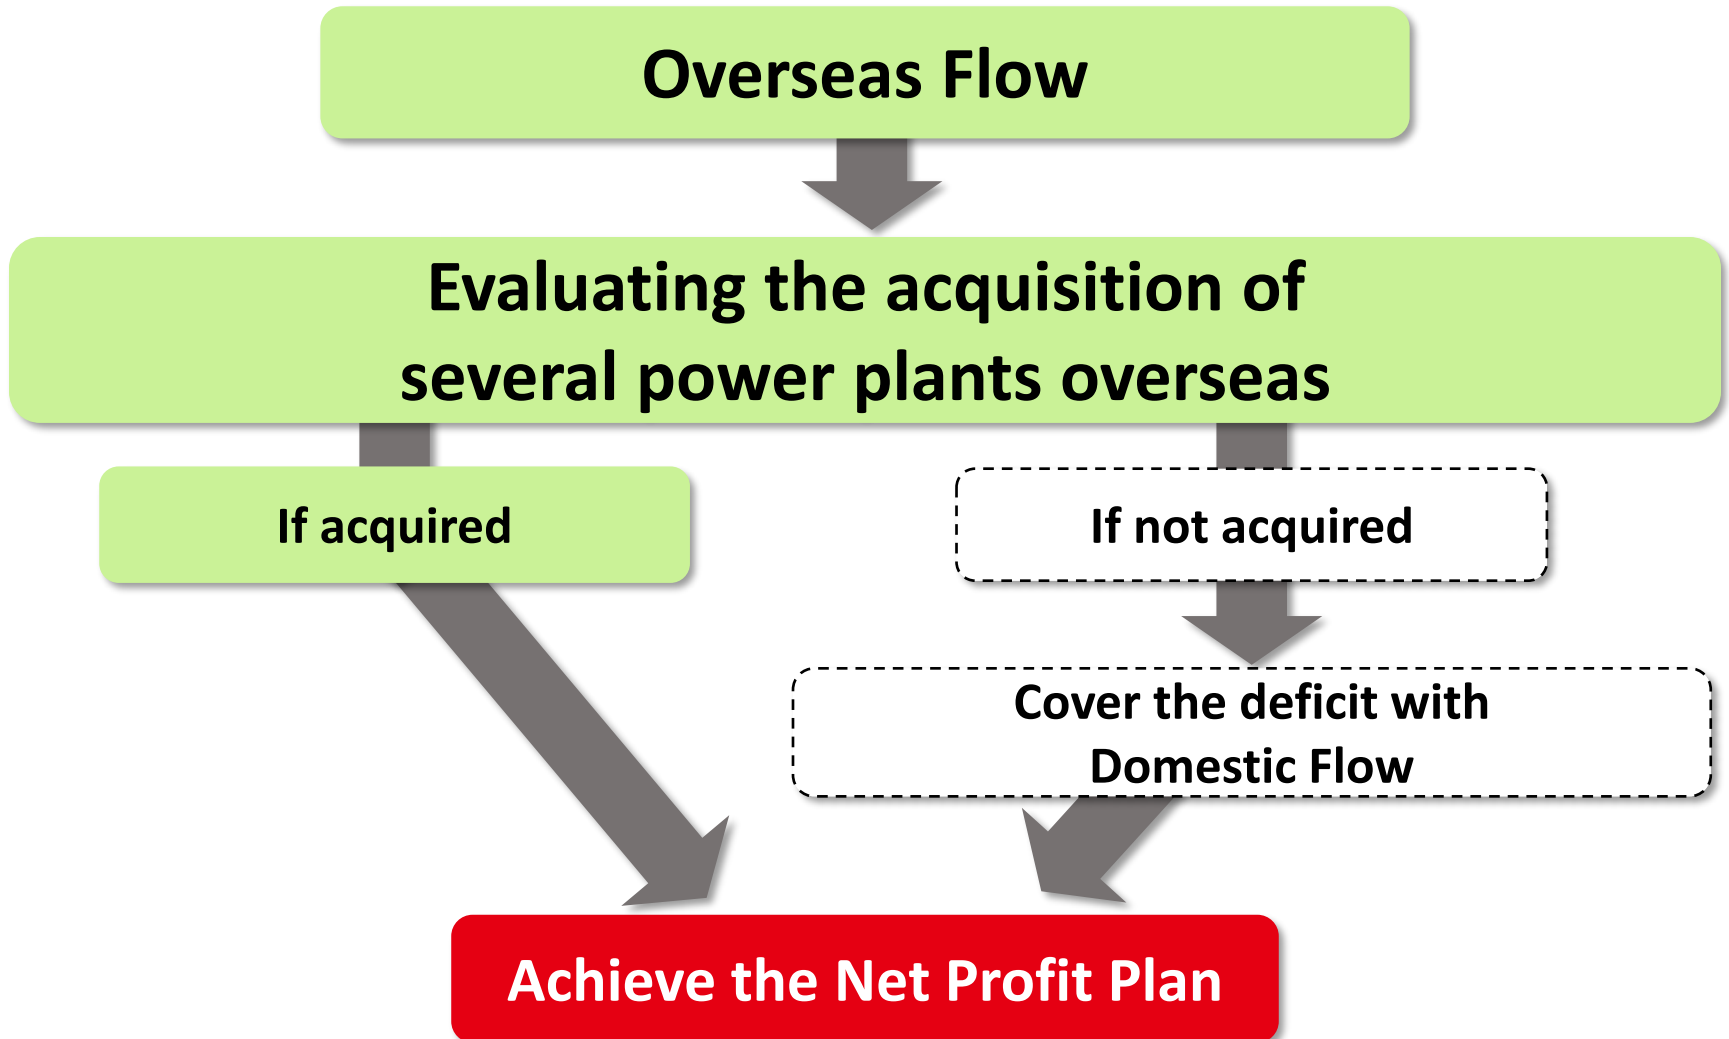 Overseas Flow
Evaluating the acquisition of
several power plants overseas
If acquired
If not acquired
Cover the deficit with
Domestic Flow
Achieve the Net Profit Plan